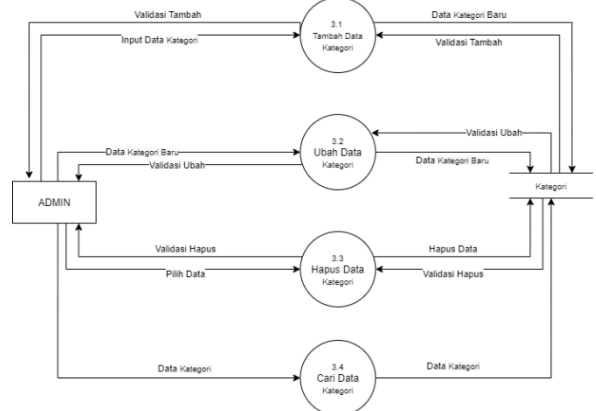 Validasi Tambah
Input Data Kategori
3.1
Tambah Data
Kategori
Data Kategori Baru
Validasi Tambah
Data Kategori Baru
Validasi Ubah
3.2
Ubah Data
Kategori
Validasi Ubah
Data Kategori Baru
ADMIN
Kategori
Validasi Hapus
Pilih Data
3.3
Hapus Data
Kategori
Hapus Data
Validasi Hapus
Data Kategori
3.4
Cari Data
Kategori
Data Kategori